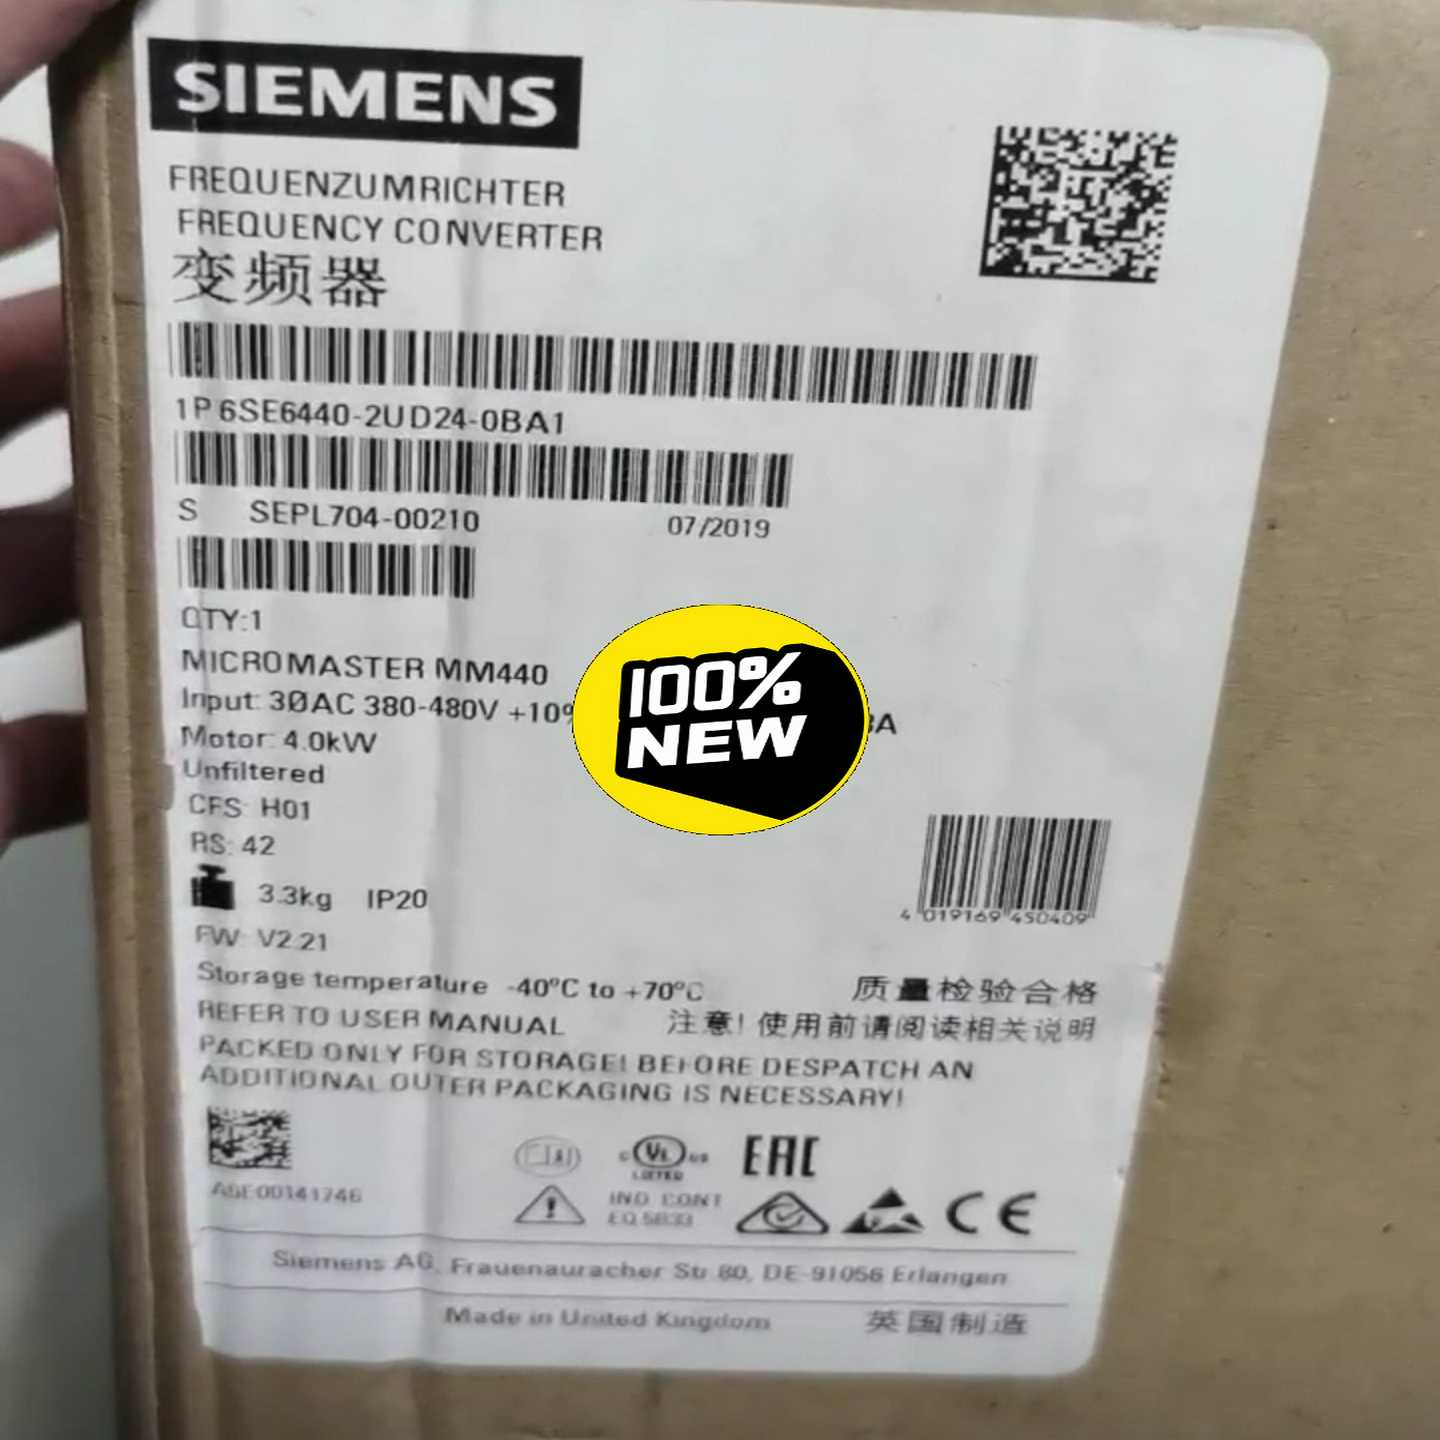 SIEMENS
FREQUENZUMRICHTER
FREQUENCY CONVERTER
变频器
1P 6SE6440-2UD24-0BA1
S SEPL704-00210 07/2019
QTY:1
MICROMASTER MM440
Input: 3ØAC 380-480V +10%
Motor: 4.0kW
Unfiltered
CFS: H01
RS: 42
3.3kg IP20
4 019169 450409
FW: V2.21
Storage temperature -40°C to +70°C 质量检验合格
REFER TO USER MANUAL 注意! 使用前请阅读相关说明
PACKED ONLY FOR STORAGE! BEFORE DESPATCH AN
ADDITIONAL OUTER PACKAGING IS NECESSARY!
A5E00141746
C UL US
LISTED
IND CONT
EQ 5B33
EAC
CE
Siemens AG, Frauenauracher Str 80, DE-91056 Erlangen
Made in United Kingdom 英国制造
100%
NEW